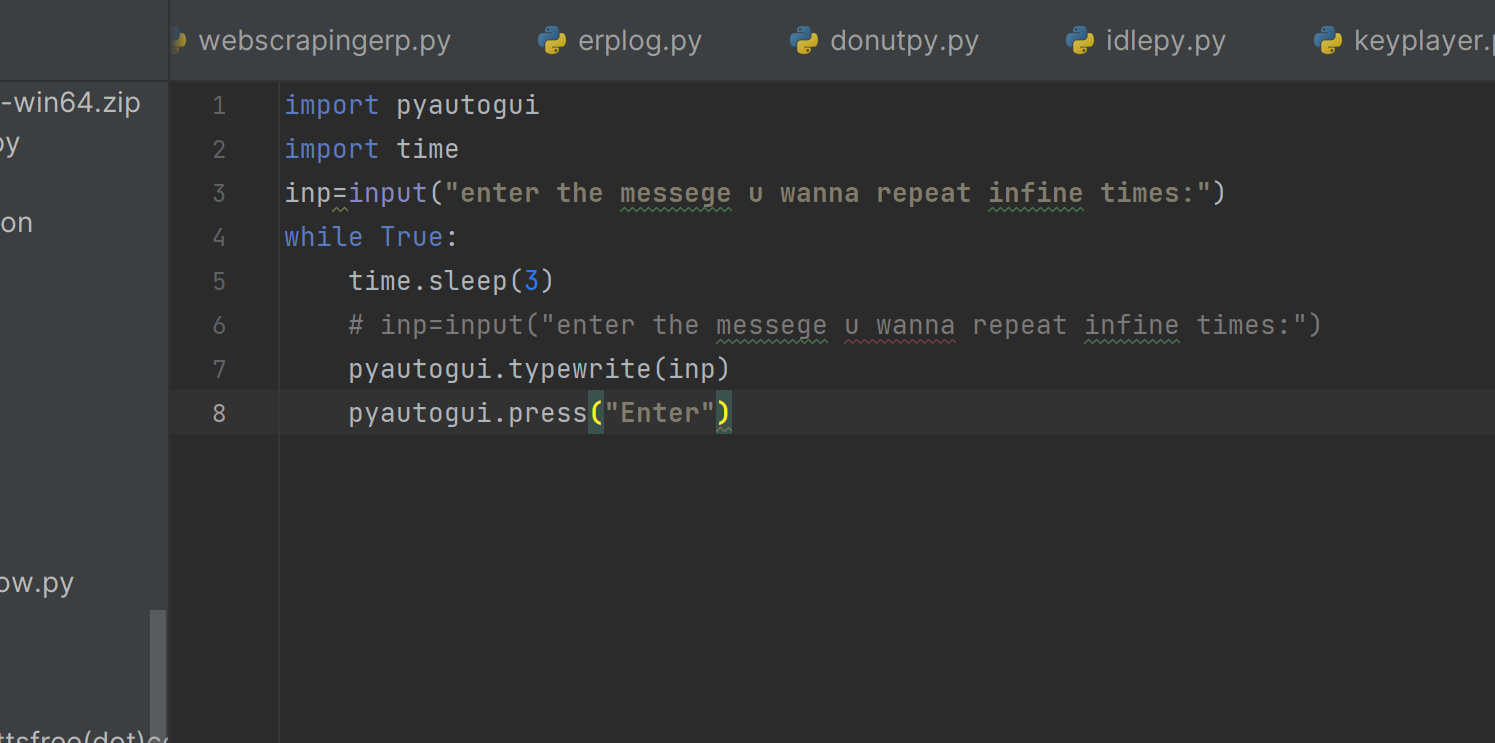 webscrapingerp.py erplog.py donutpy.py idlepy.py keyplayer.p
-win64.zip
py
on
ow.py
ttsfree(dot)c
1 import pyautogui
2 import time
3 inp=input("enter the messege u wanna repeat infine times:")
4 while True:
5 time.sleep(3)
6 # inp=input("enter the messege u wanna repeat infine times:")
7 pyautogui.typewrite(inp)
8 pyautogui.press("Enter")